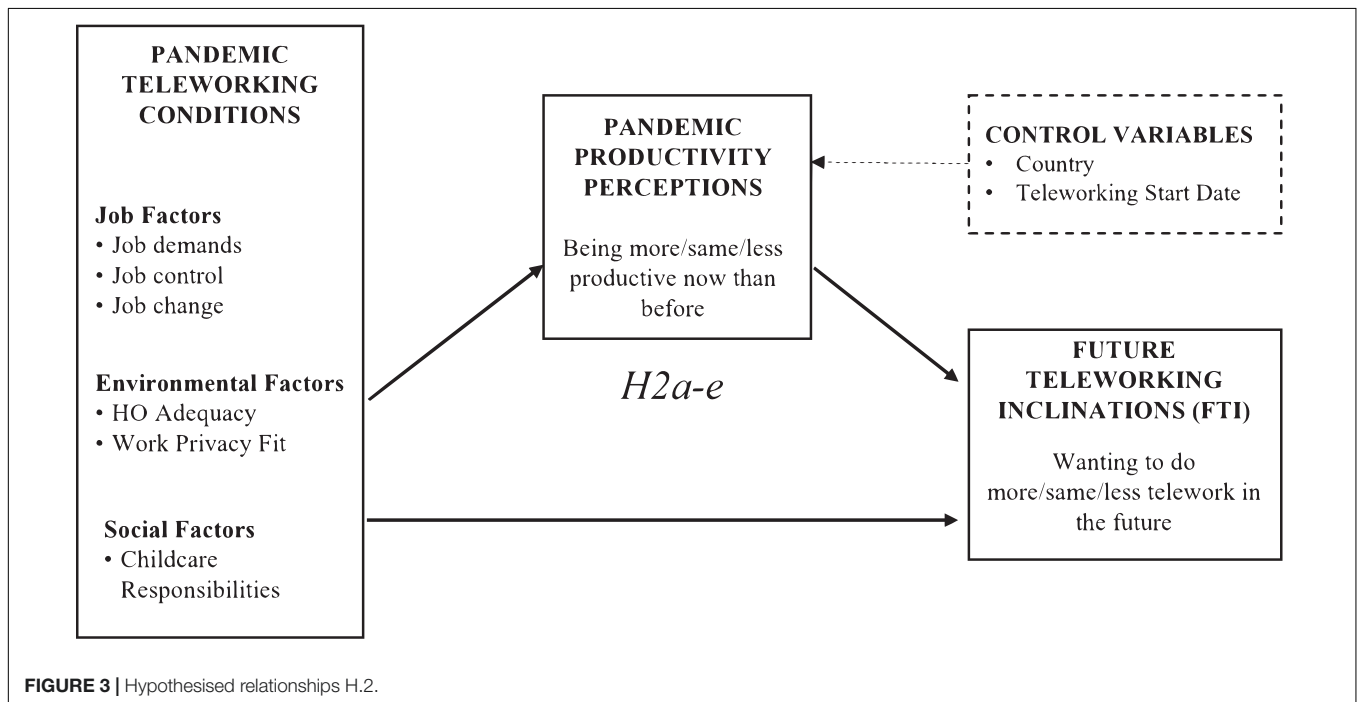 PANDEMIC
TELEWORKING
CONDITIONS
Job Factors
• Job demands
• Job control
• Job change
Environmental Factors
• HO Adequacy
• Work Privacy Fit
Social Factors
• Childcare
Responsibilities
PANDEMIC
PRODUCTIVITY
PERCEPTIONS
Being more/same/less
productive now than
before
H2a-e
CONTROL VARIABLES
• Country
• Teleworking Start Date
FUTURE
TELEWORKING
INCLINATIONS (FTI)
Wanting to do
more/same/less telework in
the future
FIGURE 3 | Hypothesised relationships H.2.